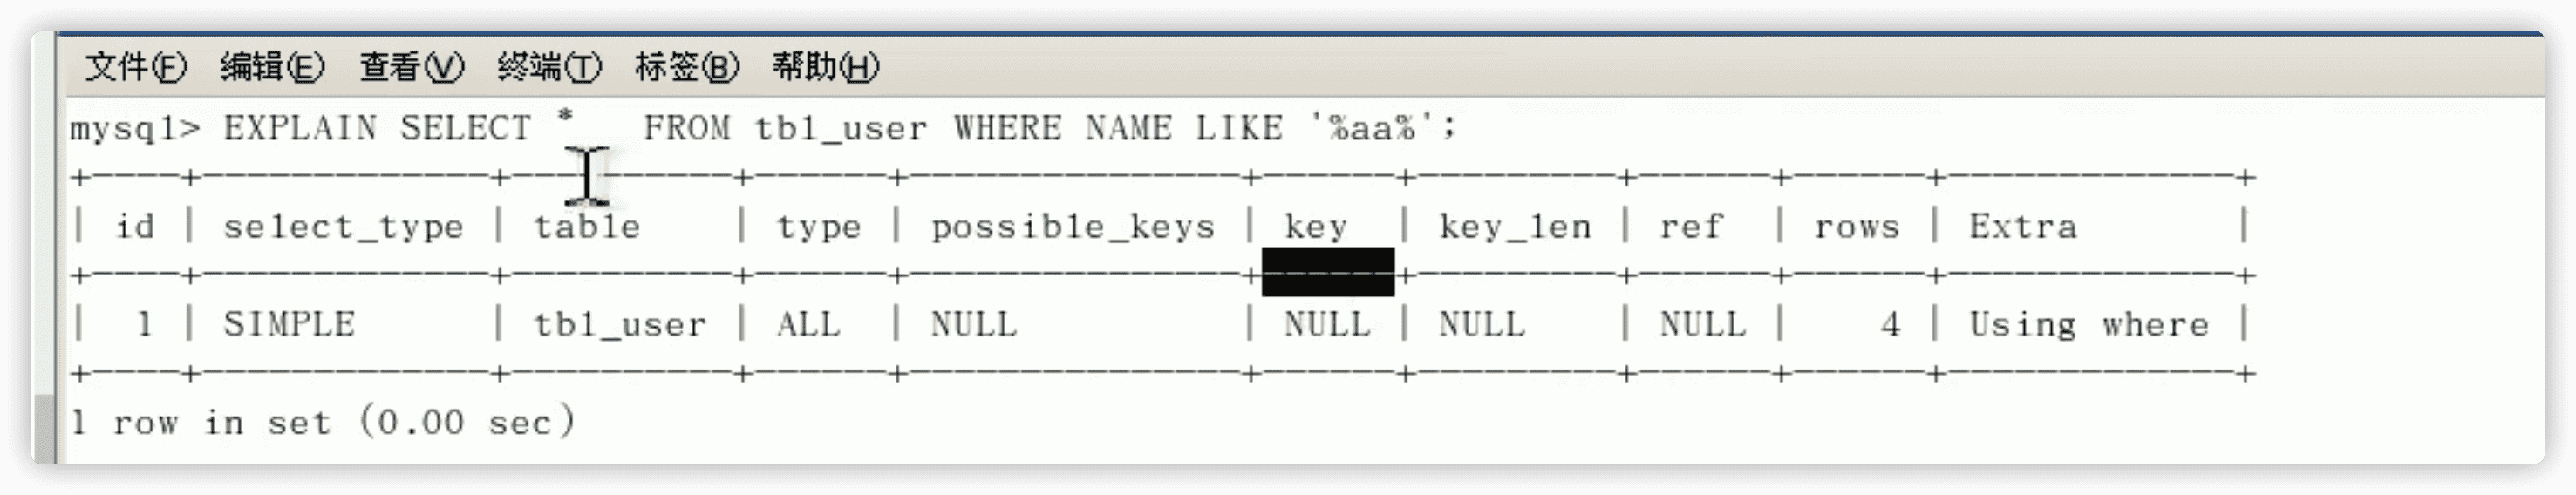 文件(F) 编辑(E) 查看(V) 终端(T) 标签(B) 帮助(H)
mysql> EXPLAIN SELECT *   FROM tbl_user WHERE NAME LIKE '%aa%';
+----+-------------+----------+------+---------------+------+---------+------+------+-------------+
| id | select_type | table    | type | possible_keys | key  | key_len | ref  | rows | Extra       |
+----+-------------+----------+------+---------------+------+---------+------+------+-------------+
|  1 | SIMPLE      | tbl_user | ALL  | NULL          | NULL | NULL    | NULL |    4 | Using where |
+----+-------------+----------+------+---------------+------+---------+------+------+-------------+
1 row in set (0.00 sec)